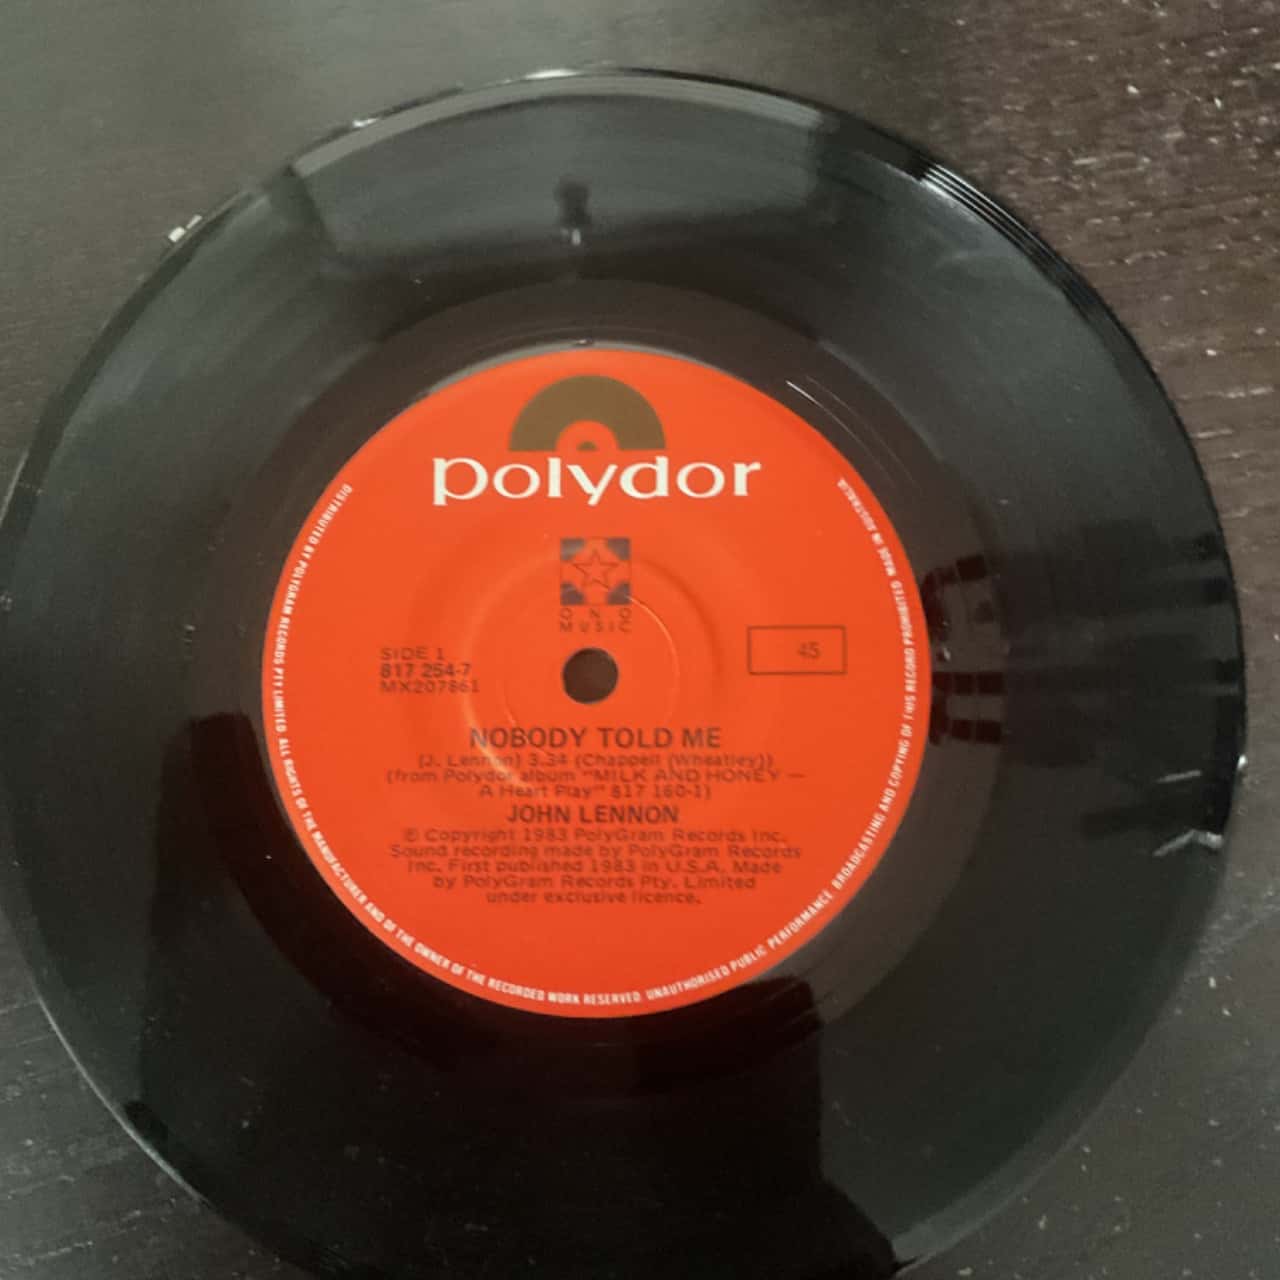 polydor
ONO
MUSIC
SIDE 1
817 254-7
MX207861
45
NOBODY TOLD ME
(J. Lennon) 3.34 (Chappell (Wheatley))
(from Polydor album "MILK AND HONEY —
A Heart Play" 817 160-1)
JOHN LENNON
℗ Copyright 1983 PolyGram Records Inc.
Sound recording made by PolyGram Records
Inc. First published 1983 in U.S.A. Made
by PolyGram Records Pty. Limited
under exclusive licence.
DISTRIBUTED BY POLYGRAM RECORDS PTY LIMITED. ALL RIGHTS OF THE MANUFACTURER AND OF THE OWNER OF THE RECORDED WORK RESERVED. UNAUTHORISED PUBLIC PERFORMANCE, BROADCASTING AND COPYING OF THIS RECORD PROHIBITED. MADE IN AUSTRALIA